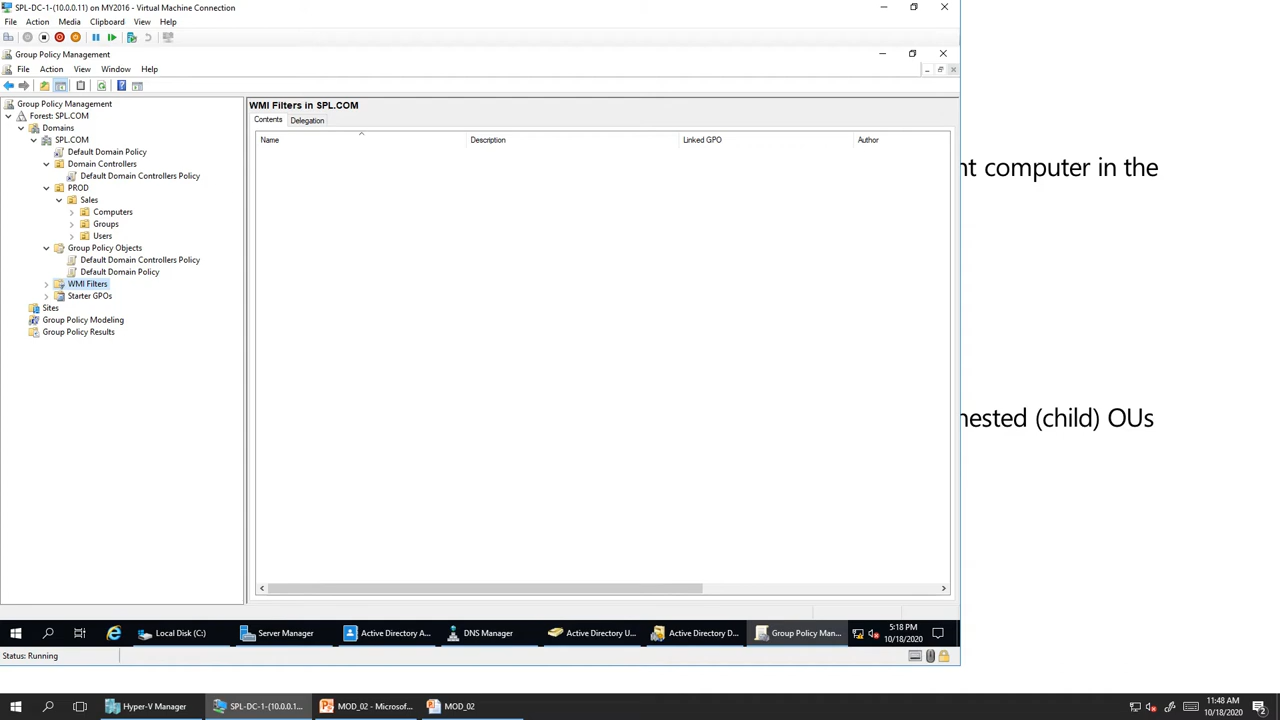 SPL-DC-1-(10.0.0.11) on MY2016 - Virtual Machine Connection
File Action Media Clipboard View Help
Group Policy Management
File Action View Window Help
Group Policy Management
Forest: SPL.COM
Domains
SPL.COM
Default Domain Policy
Domain Controllers
Default Domain Controllers Policy
PROD
Sales
Computers
Groups
Users
Group Policy Objects
Default Domain Controllers Policy
Default Domain Policy
WMI Filters
Starter GPOs
Sites
Group Policy Modeling
Group Policy Results
WMI Filters in SPL.COM
Contents Delegation
Name Description Linked GPO Author
nt computer in the
nested (child) OUs
Local Disk (C:) Server Manager Active Directory A... DNS Manager Active Directory U... Active Directory D... Group Policy Man... 5:18 PM
10/18/2020
Status: Running
Hyper-V Manager SPL-DC-1-(10.0.0.1... MOD_02 - Microsof... MOD_02 11:48 AM
10/18/2020
2